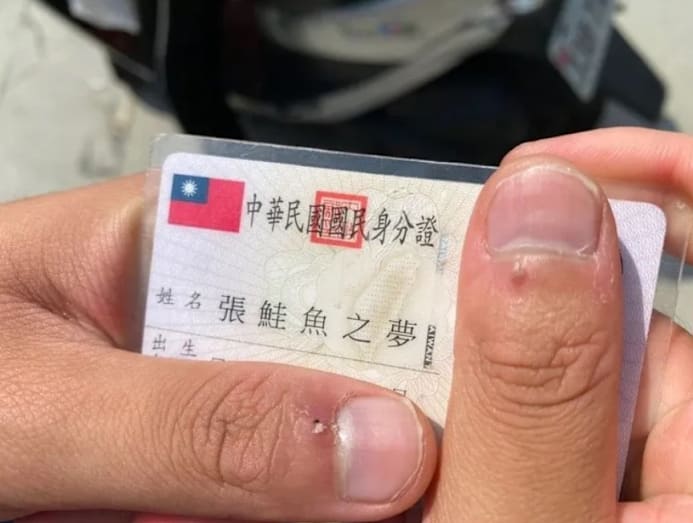 中華民國國民身分證
姓名 張鮭魚之夢
出生